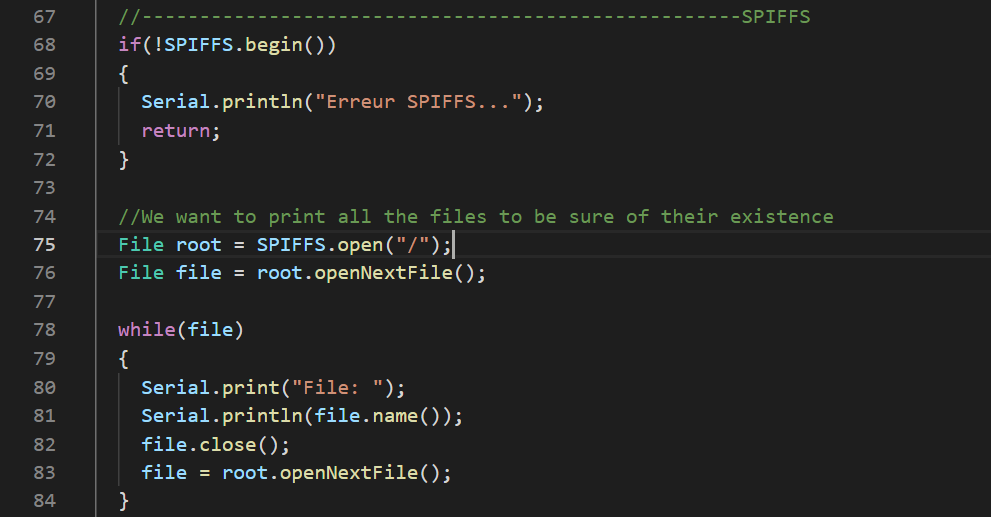 67 //----------------------------------------------------SPIFFS
68 if(!SPIFFS.begin())
69 {
70   Serial.println("Erreur SPIFFS...");
71   return;
72 }
73
74 //We want to print all the files to be sure of their existence
75 File root = SPIFFS.open("/");
76 File file = root.openNextFile();
77
78 while(file)
79 {
80   Serial.print("File: ");
81   Serial.println(file.name());
82   file.close();
83   file = root.openNextFile();
84 }